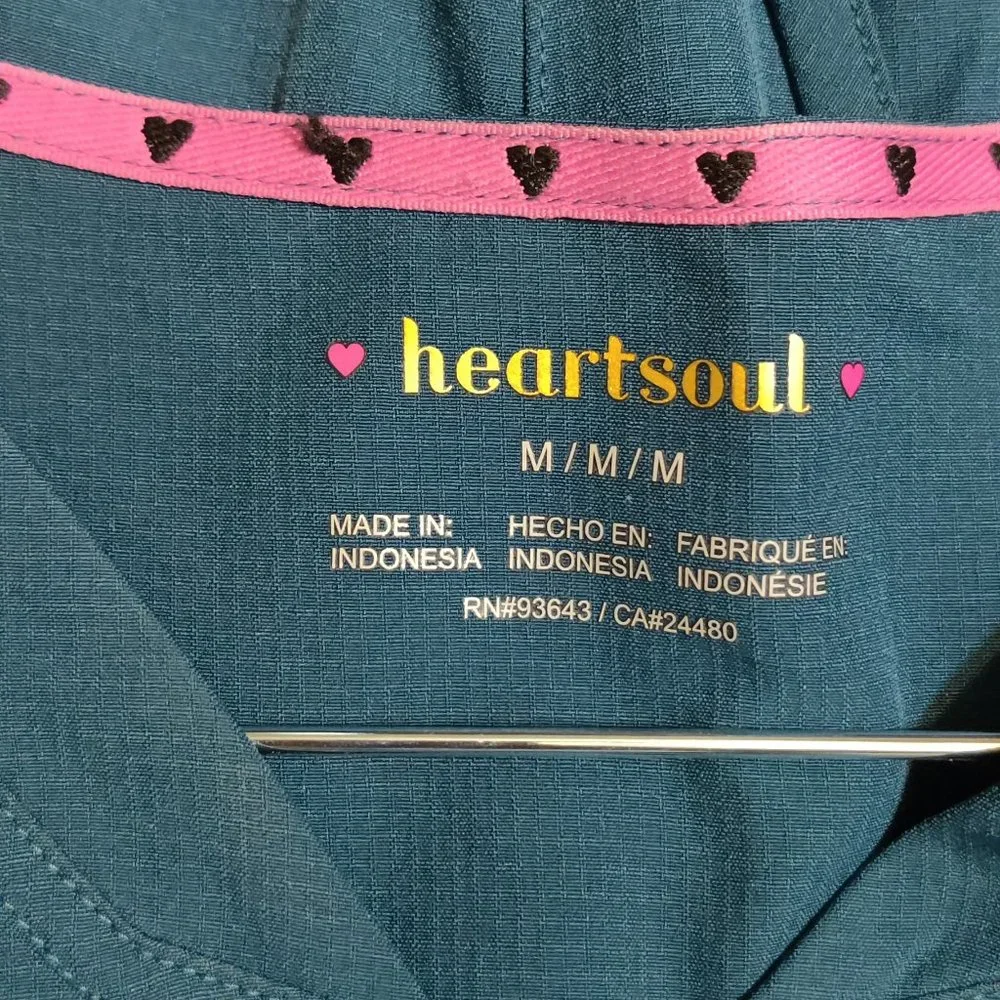 heartsoul
M / M / M
MADE IN: HECHO EN: FABRIQUÉ EN:
INDONESIA INDONESIA INDONÉSIE
RN#93643 / CA#24480